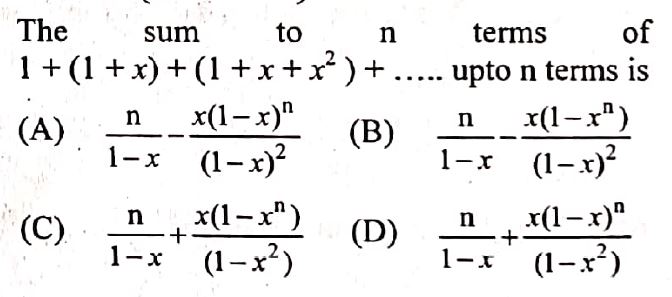 The sum to n terms of
1 + (1 + x) + (1 + x + x² ) + ..... upto n terms is
(A) n/(1−x) − x(1−x)ⁿ/(1−x)² (B) n/(1−x) − x(1−xⁿ)/(1−x)²
(C) n/(1−x) + x(1−xⁿ)/(1−x²) (D) n/(1−x) + x(1−x)ⁿ/(1−x²)